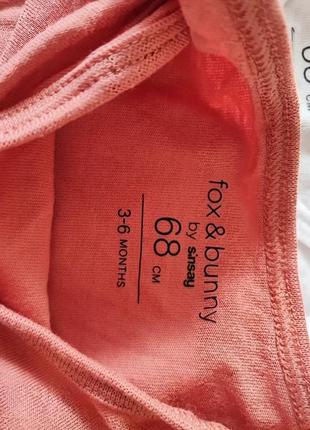 fox & bunny
by sinsay
68 CM
3-6 MONTHS